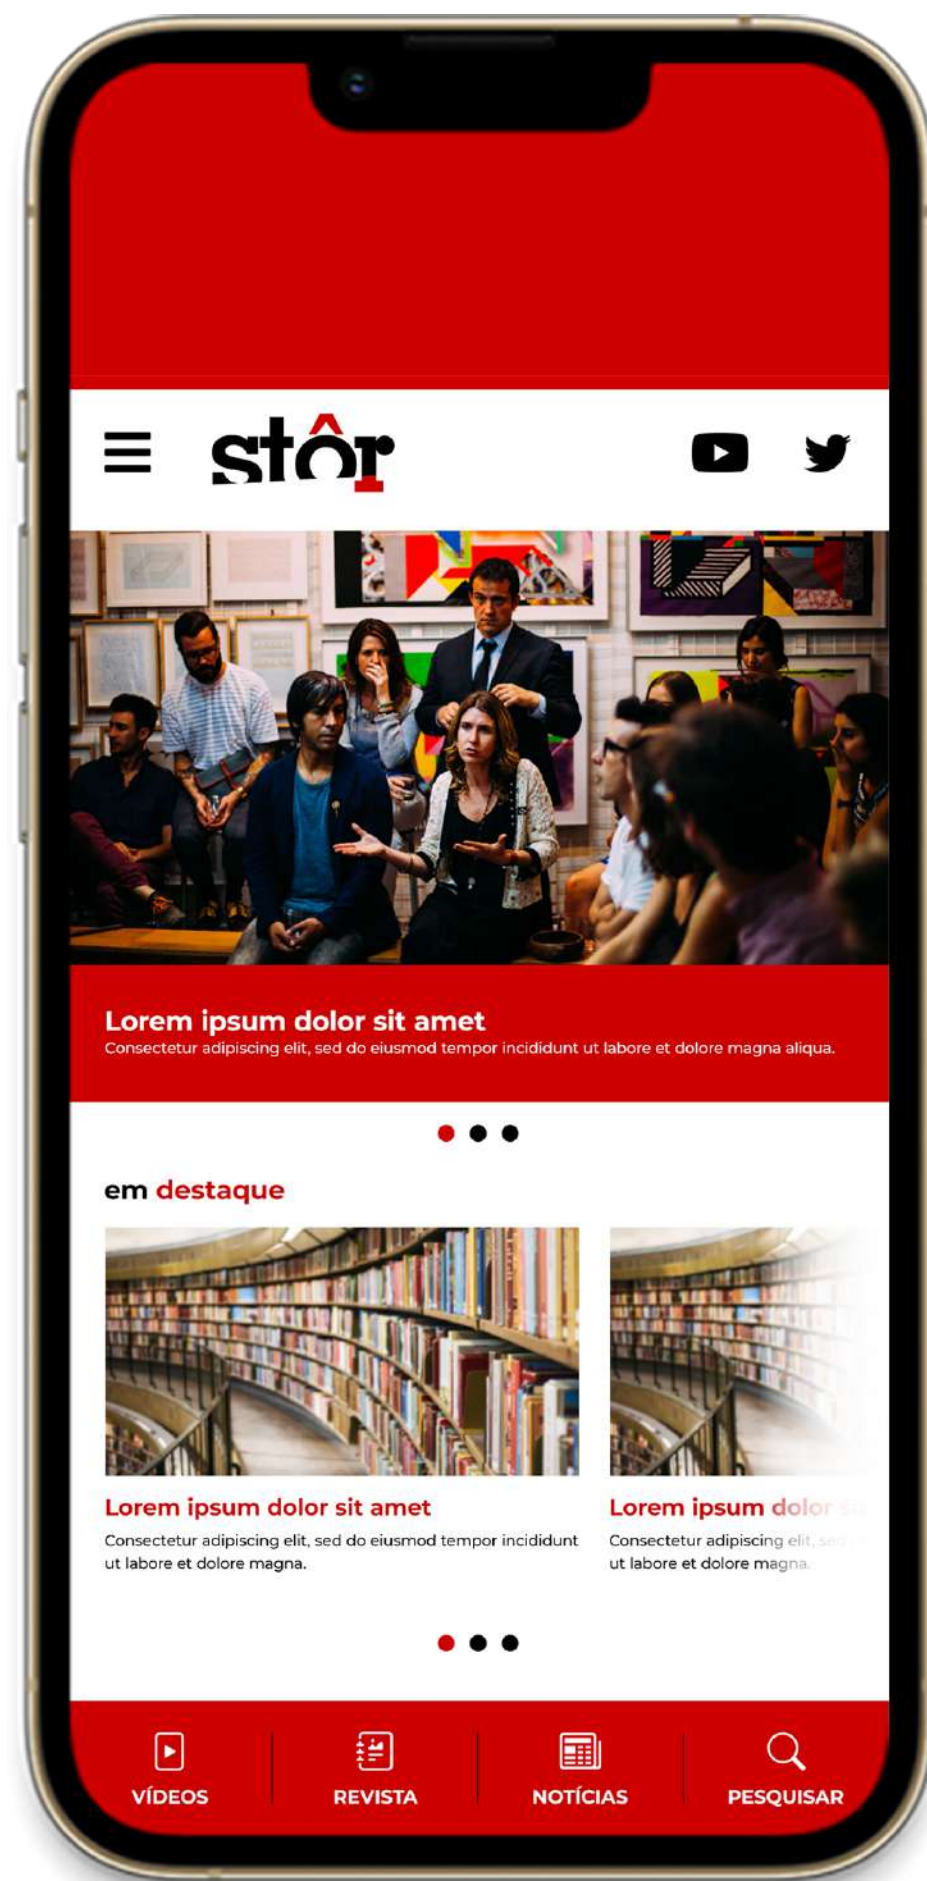 stôr
Lorem ipsum dolor sit amet
Consectetur adipiscing elit, sed do eiusmod tempor incididunt ut labore et dolore magna aliqua.
em destaque
Lorem ipsum dolor sit amet
Consectetur adipiscing elit, sed do eiusmod tempor incididunt
ut labore et dolore magna.
Lorem ipsum dolor
Consectetur adipiscing elit,
ut labore et dolore magna.
VÍDEOS
REVISTA
NOTÍCIAS
PESQUISAR